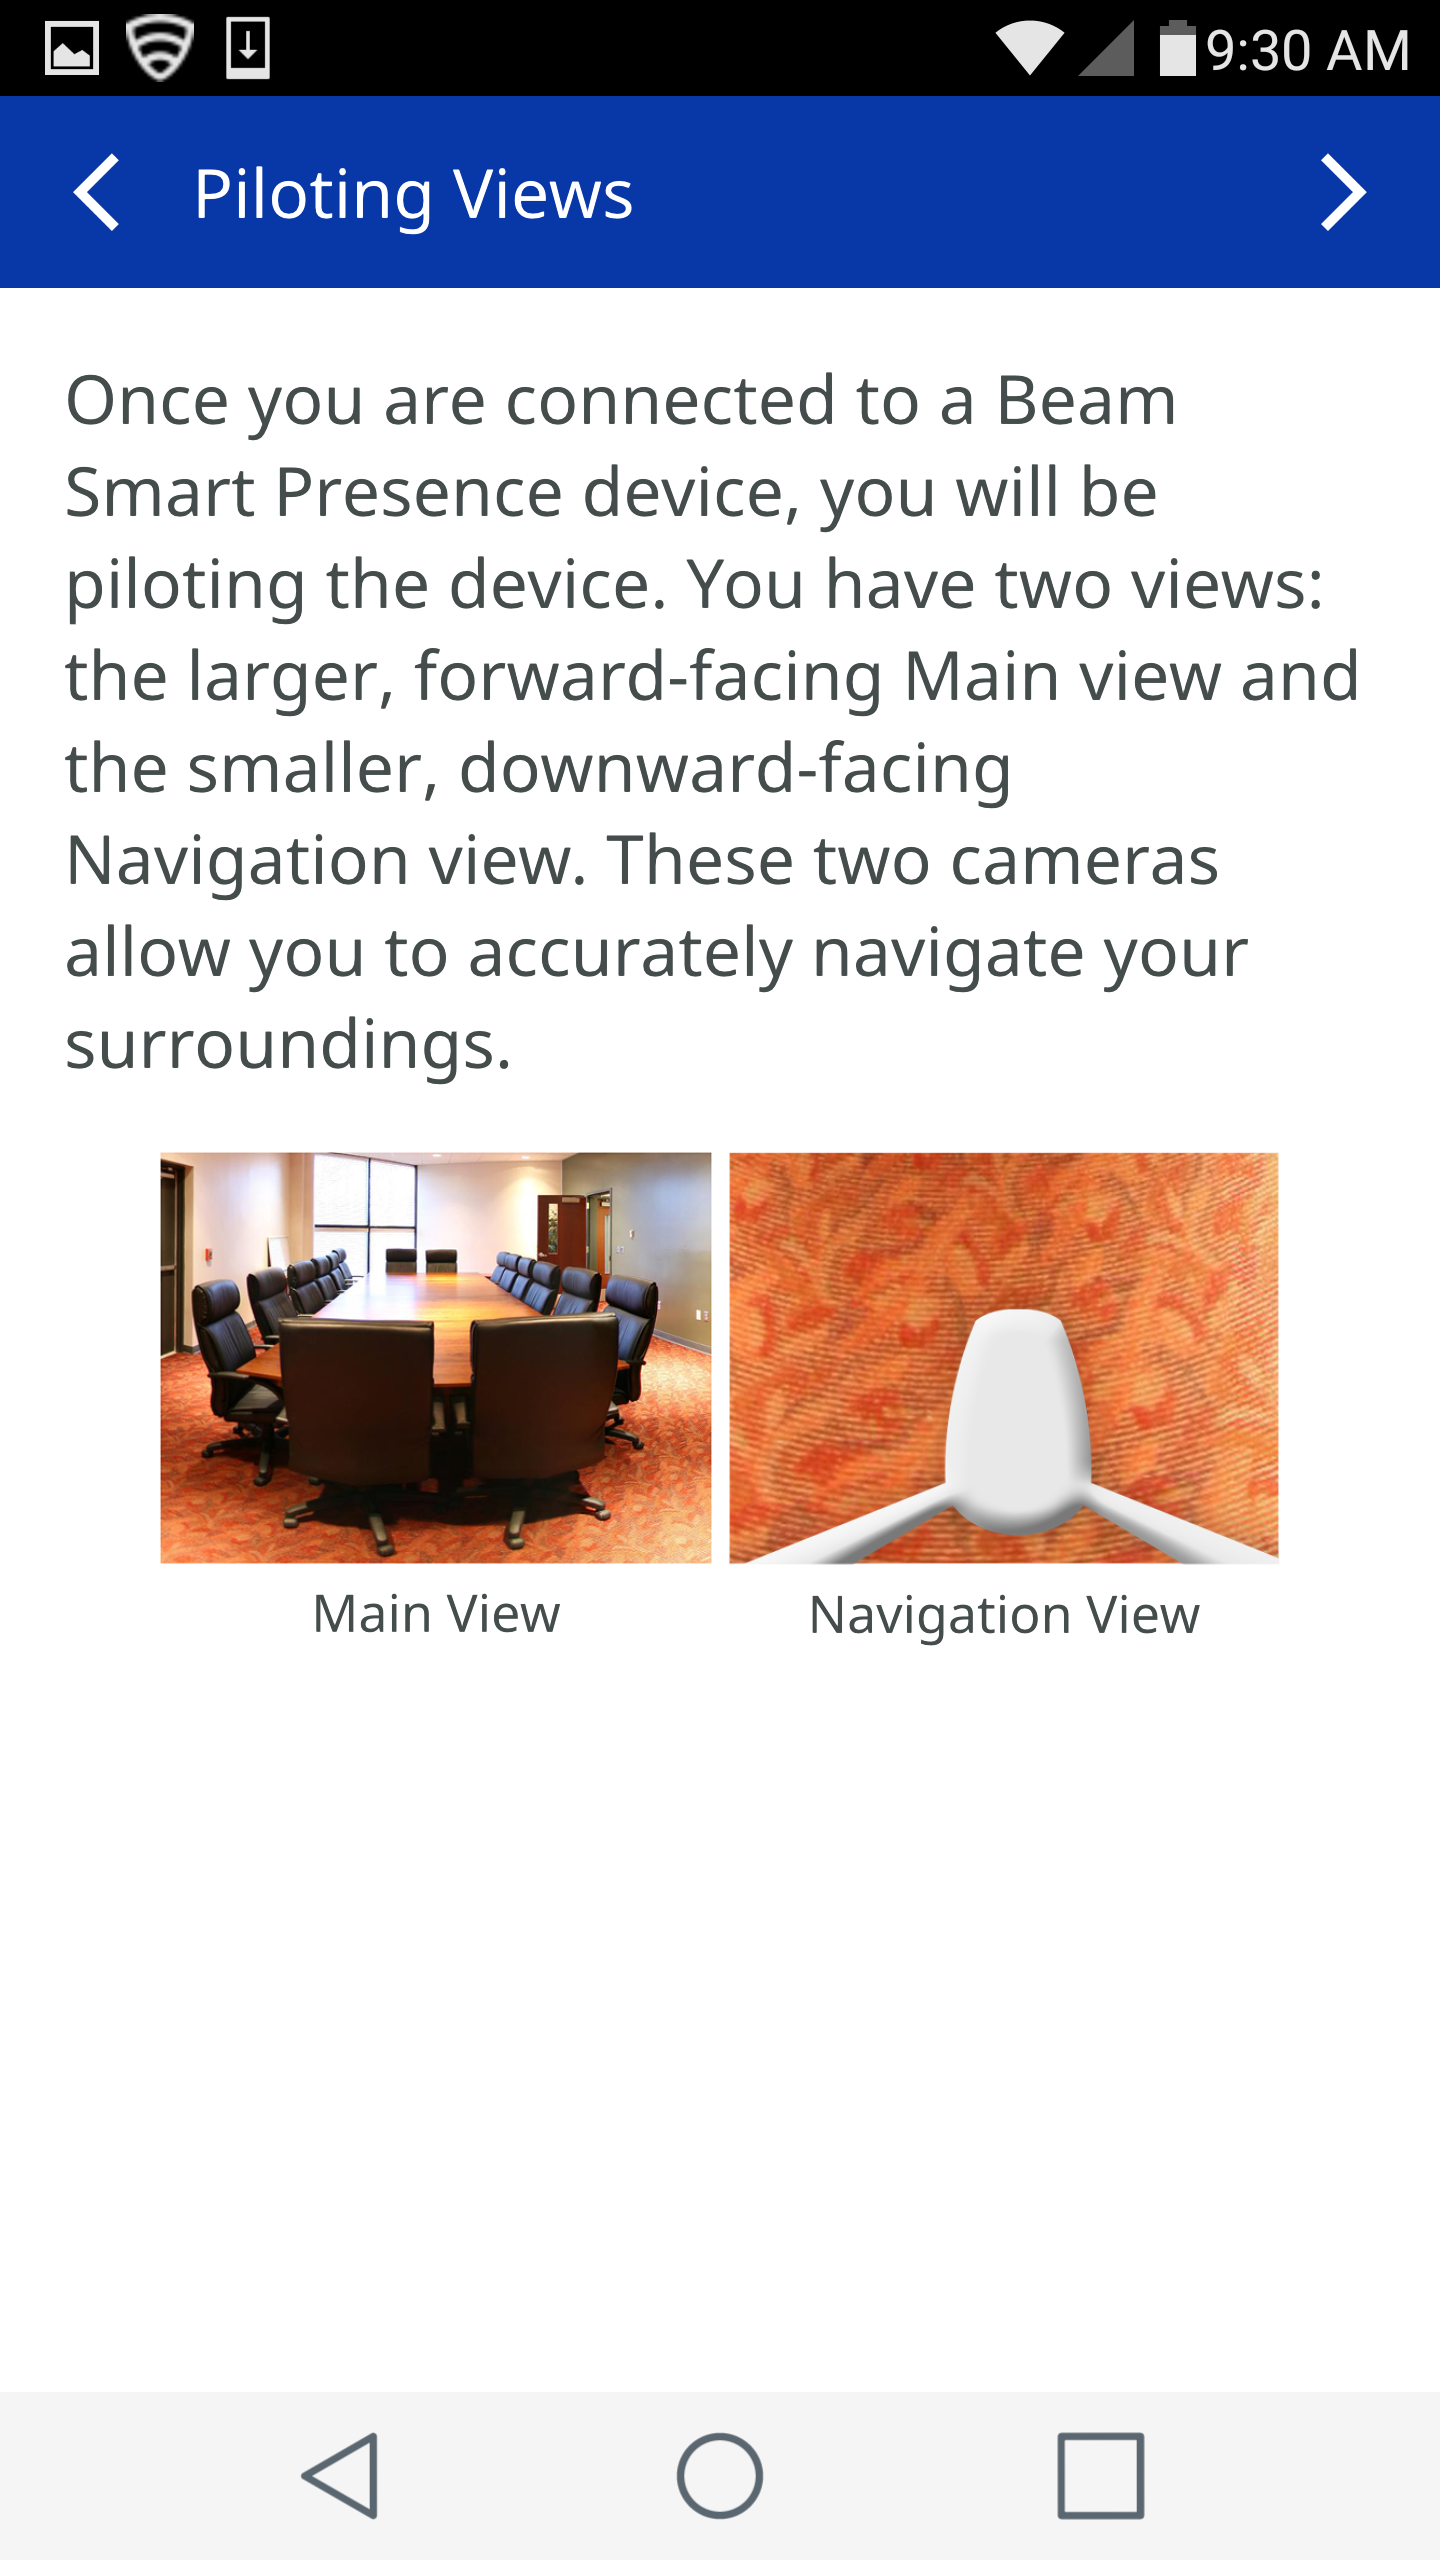 9:30 AM
Piloting Views
Once you are connected to a Beam
Smart Presence device, you will be
piloting the device. You have two views:
the larger, forward-facing Main view and
the smaller, downward-facing
Navigation view. These two cameras
allow you to accurately navigate your
surroundings.
Main View
Navigation View